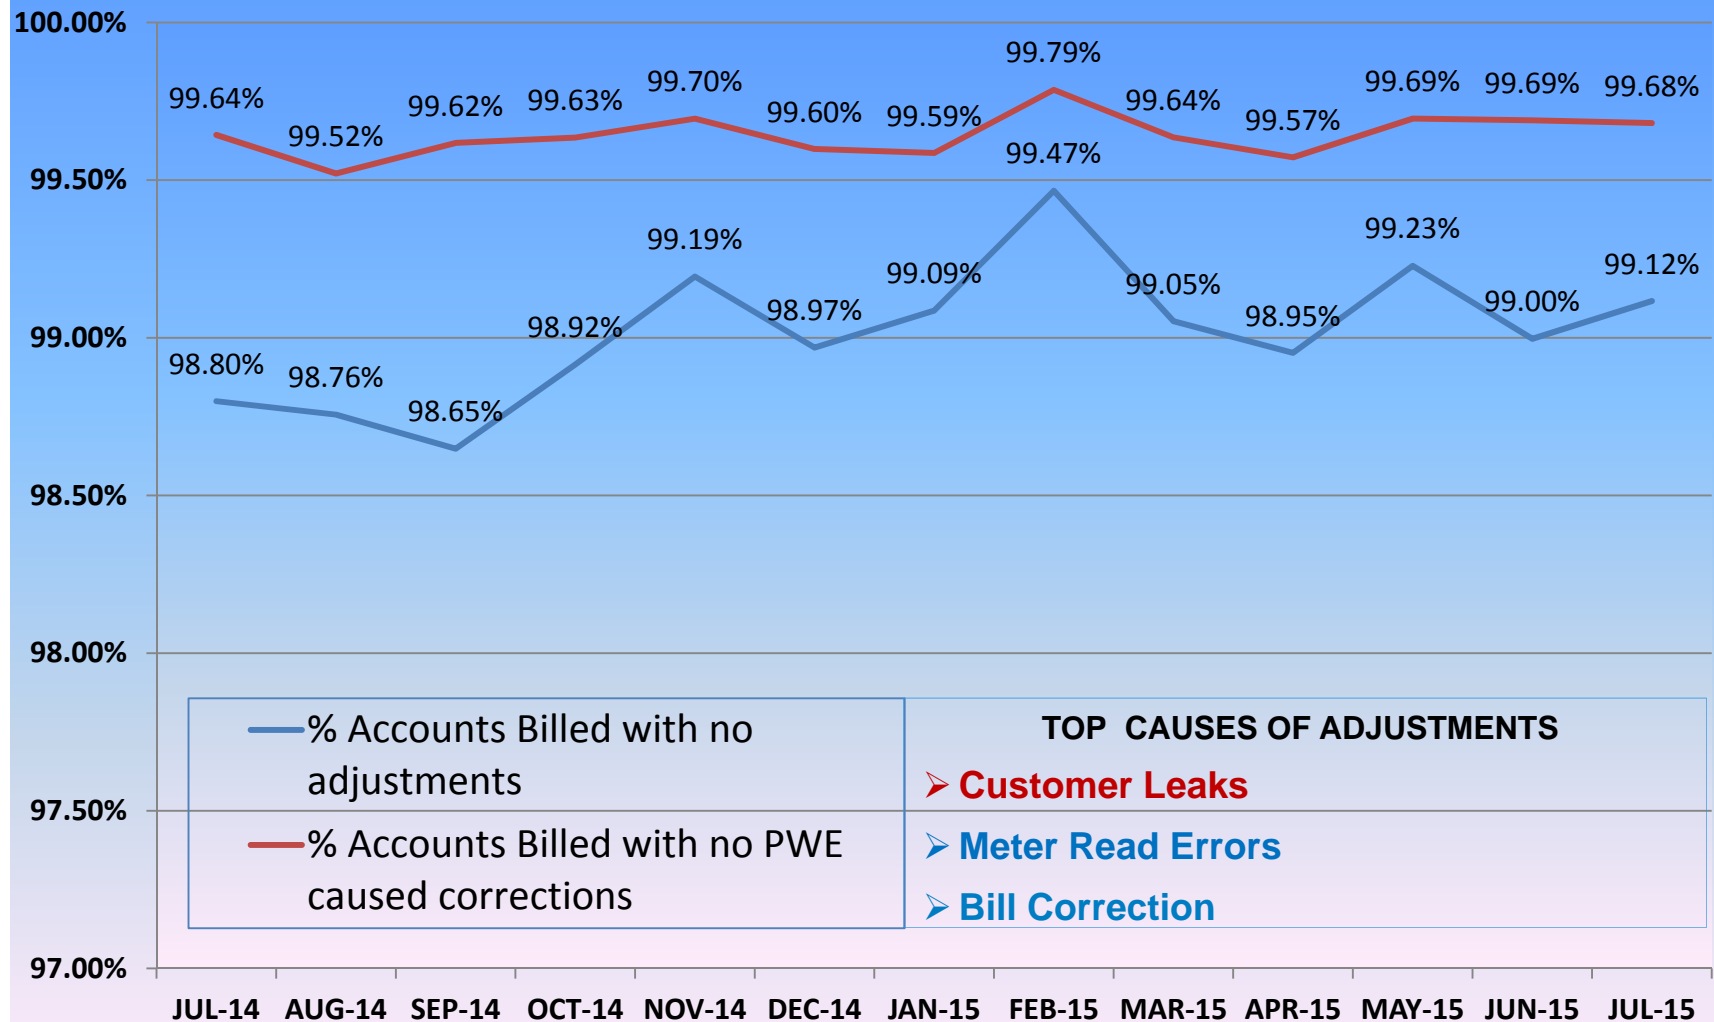 100.00%
99.50%
99.00%
98.50%
98.00%
97.50%
97.00%
99.64% 99.52% 99.62% 99.63% 99.70% 99.60% 99.59% 99.79% 99.64% 99.57% 99.69% 99.69% 99.68%
98.80% 98.76% 98.65% 98.92% 99.19% 98.97% 99.09% 99.47% 99.05% 98.95% 99.23% 99.00% 99.12%
% Accounts Billed with no
adjustments
% Accounts Billed with no PWE
caused corrections
TOP CAUSES OF ADJUSTMENTS
➢ Customer Leaks
➢ Meter Read Errors
➢ Bill Correction
JUL-14 AUG-14 SEP-14 OCT-14 NOV-14 DEC-14 JAN-15 FEB-15 MAR-15 APR-15 MAY-15 JUN-15 JUL-15